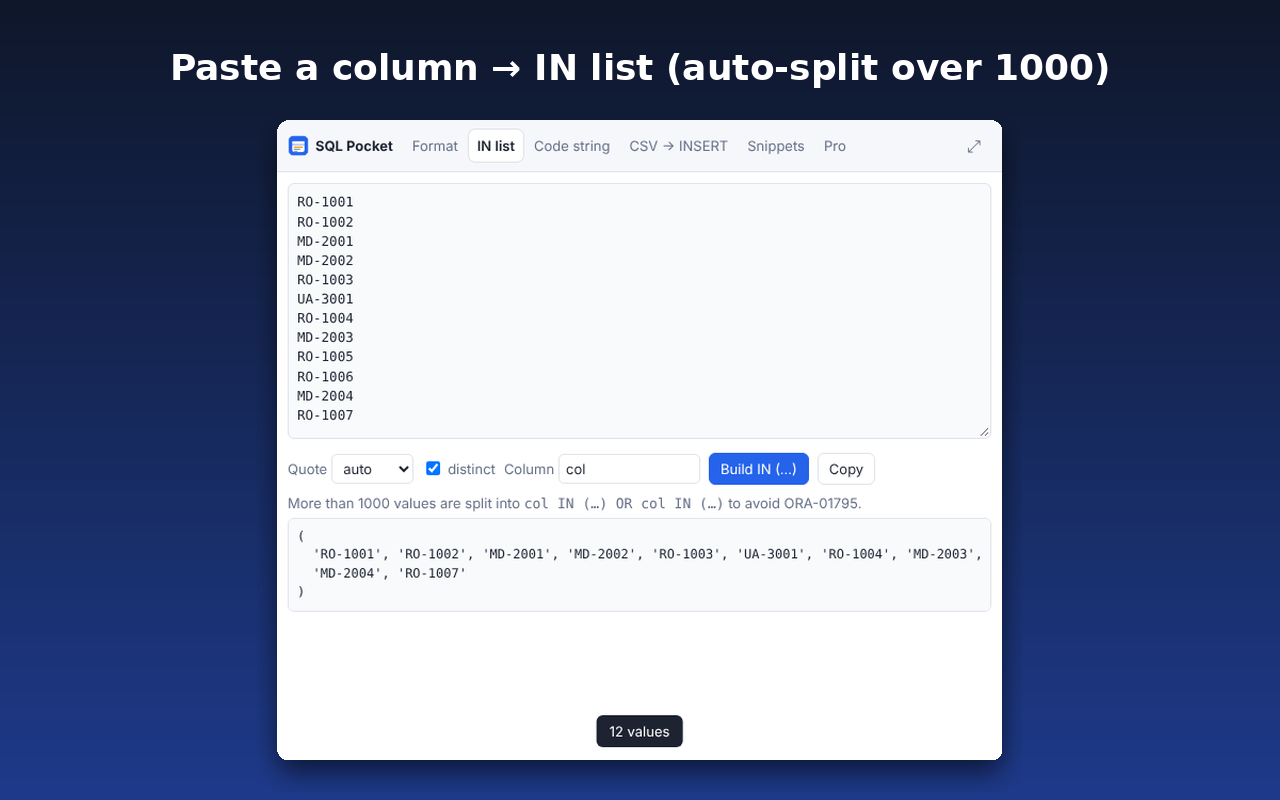 Paste a column → IN list (auto-split over 1000)
SQL Pocket Format IN list Code string CSV → INSERT Snippets Pro
RO-1001
RO-1002
MD-2001
MD-2002
RO-1003
UA-3001
RO-1004
MD-2003
RO-1005
RO-1006
MD-2004
RO-1007
Quote auto distinct Column col Build IN (...) Copy
More than 1000 values are split into col IN (…) OR col IN (…) to avoid ORA-01795.
(
'RO-1001', 'RO-1002', 'MD-2001', 'MD-2002', 'RO-1003', 'UA-3001', 'RO-1004', 'MD-2003',
'MD-2004', 'RO-1007'
)
12 values